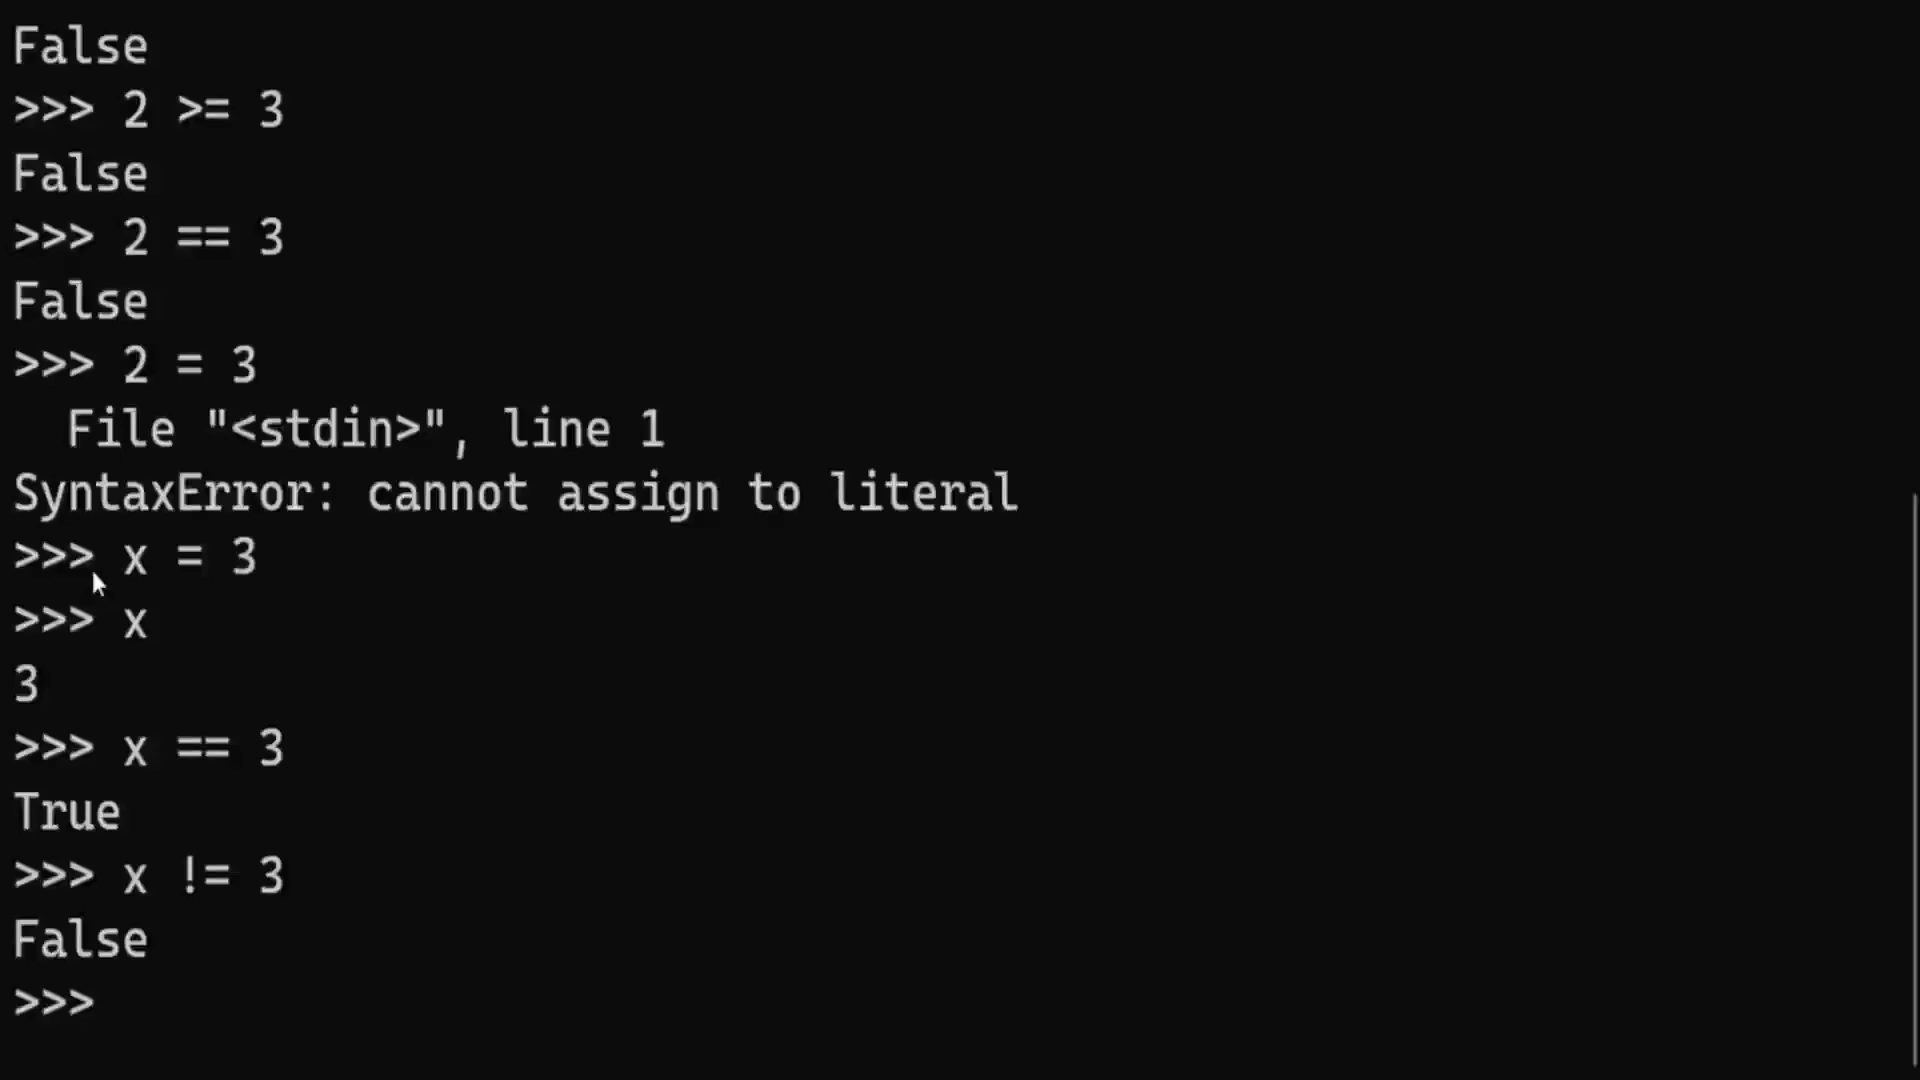 False
>>> 2 >= 3
False
>>> 2 == 3
False
>>> 2 = 3
  File "<stdin>", line 1
SyntaxError: cannot assign to literal
>>> x = 3
>>> x
3
>>> x == 3
True
>>> x != 3
False
>>>